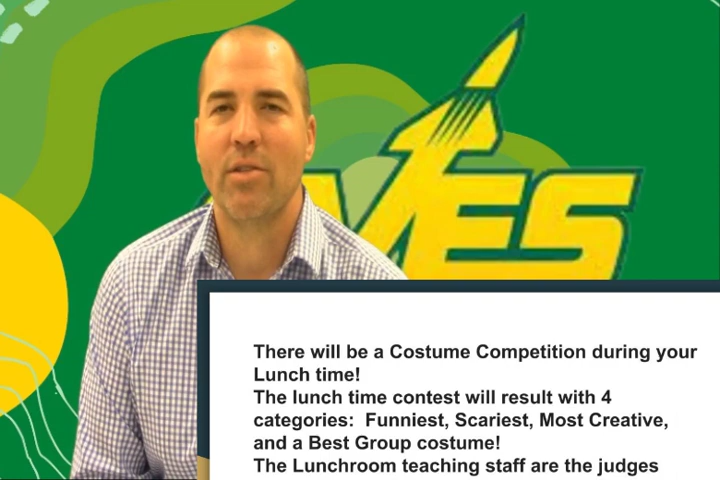 VES
There will be a Costume Competition during your
Lunch time!
The lunch time contest will result with 4
categories:  Funniest, Scariest, Most Creative,
and a Best Group costume!
The Lunchroom teaching staff are the judges